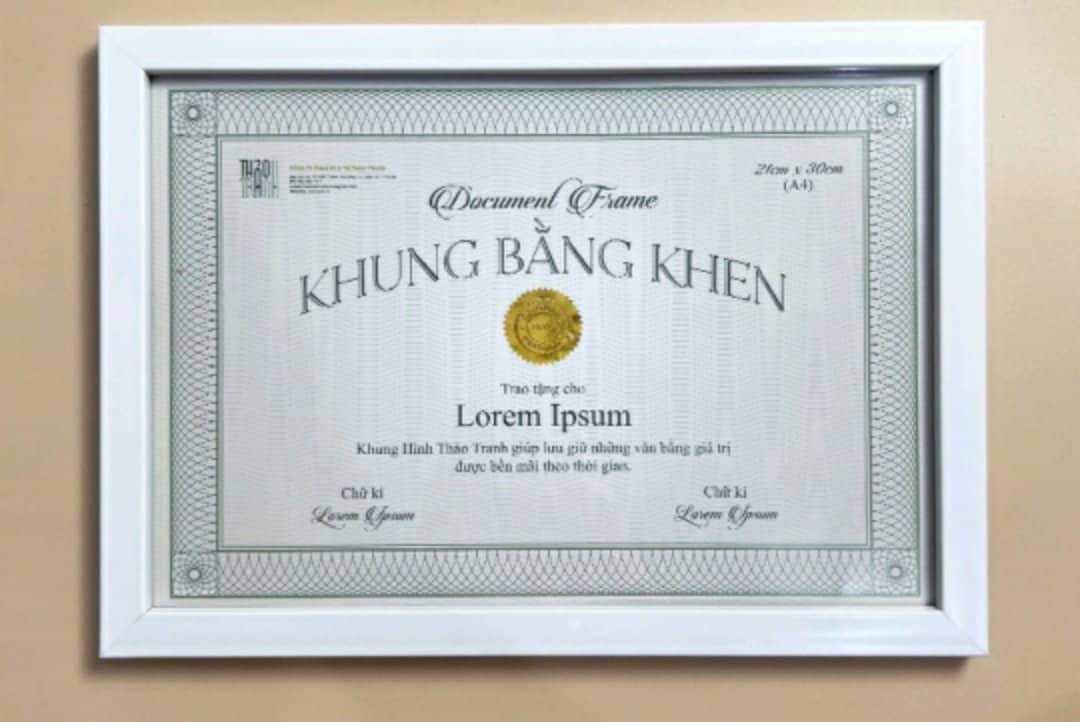 THẢO
Document Frame
21cm x 30cm
(A4)
KHUNG BẰNG KHEN
Trao tặng cho
Lorem Ipsum
Khung Hình Thảo Tranh giúp lưu giữ những văn bằng giá trị
được bền mãi theo thời gian.
Chữ kí
Lorem Ipsum
Chữ kí
Lorem Ipsum